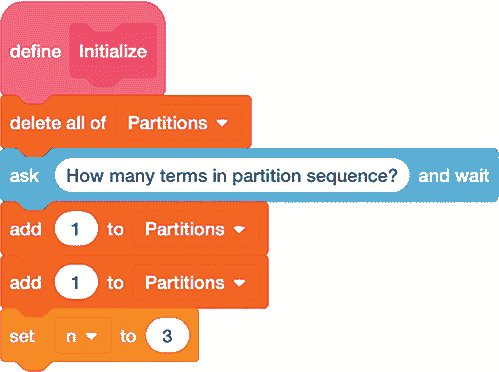 define Initialize
delete all of Partitions
ask How many terms in partition sequence? and wait
add 1 to Partitions
add 1 to Partitions
set n to 3